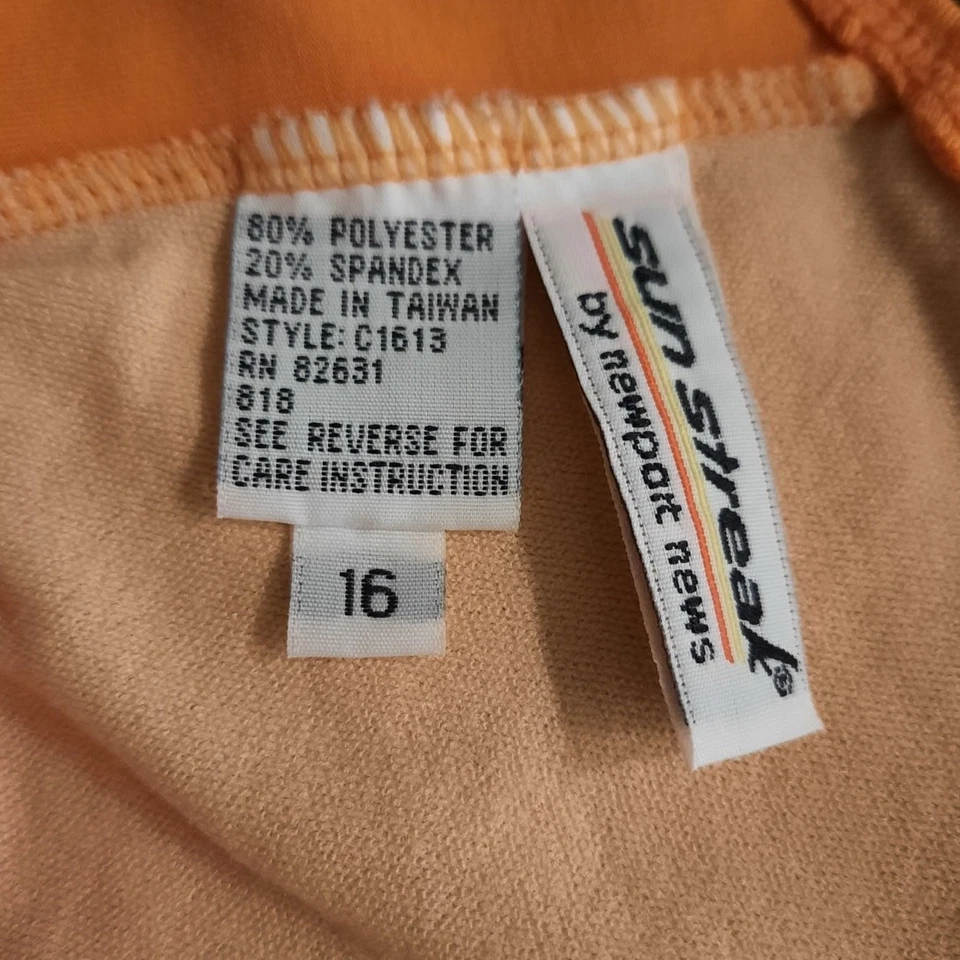 80% POLYESTER
20% SPANDEX
MADE IN TAIWAN
STYLE: C1613
RN 82631
818
SEE REVERSE FOR
CARE INSTRUCTION
16
sun streak®
by newport news